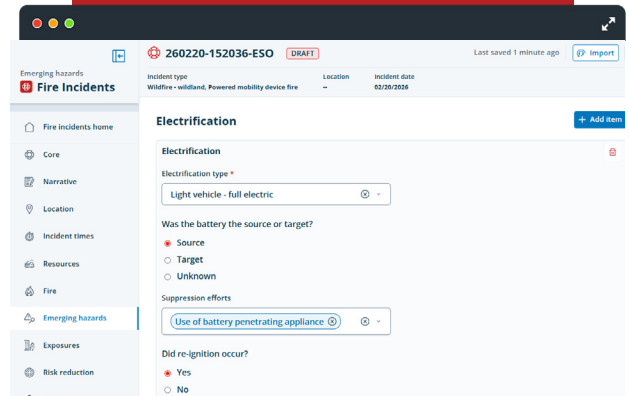 260220-152036-ESO DRAFT Last saved 1 minute ago Import
Emerging hazards
Fire Incidents
Incident type Location Incident date
Wildfire - wildland, Powered mobility device fire -- 02/20/2026
Fire incidents home
Core
Narrative
Location
Incident times
Resources
Fire
Emerging hazards
Exposures
Risk reduction
Electrification + Add item
Electrification
Electrification type *
Light vehicle - full electric
Was the battery the source or target?
Source
Target
Unknown
Suppression efforts
Use of battery penetrating appliance
Did re-ignition occur?
Yes
No